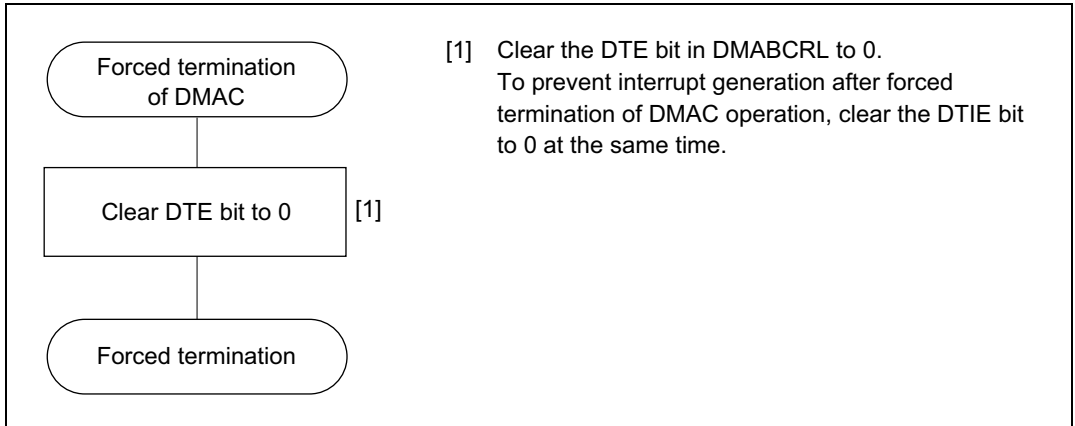 Forced termination
of DMAC
Clear DTE bit to 0
[1]
Forced termination
[1] Clear the DTE bit in DMABCRL to 0.
To prevent interrupt generation after forced
termination of DMAC operation, clear the DTIE bit
to 0 at the same time.